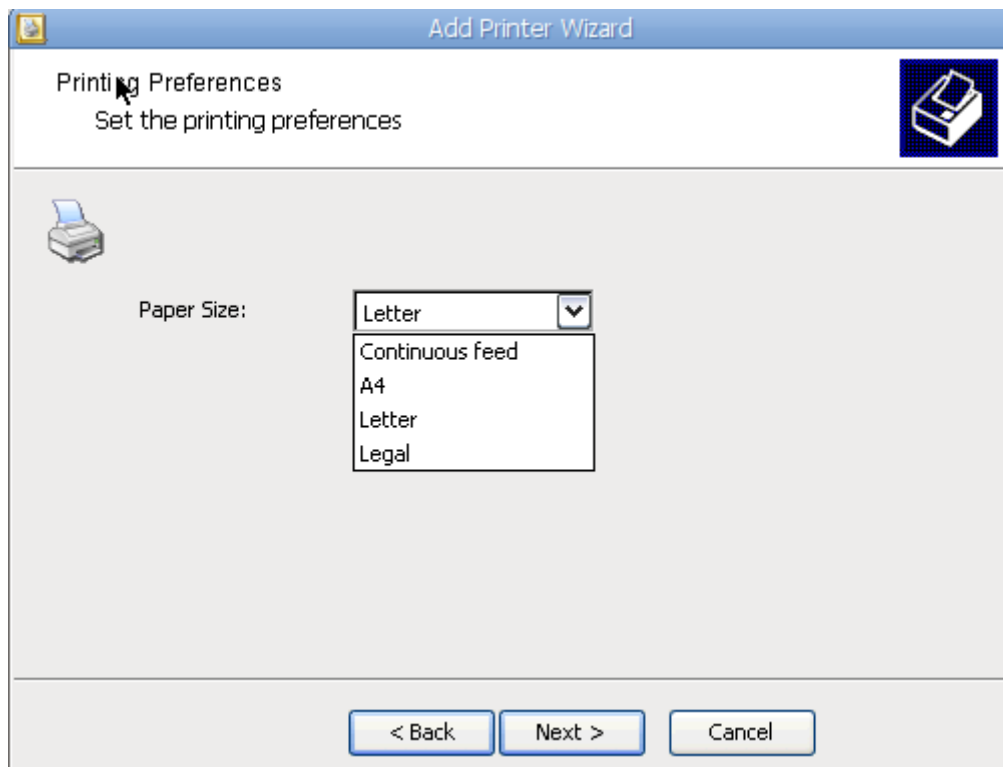 Add Printer Wizard
Printing Preferences
Set the printing preferences
Paper Size:
Letter
Continuous feed
A4
Letter
Legal
< Back
Next >
Cancel